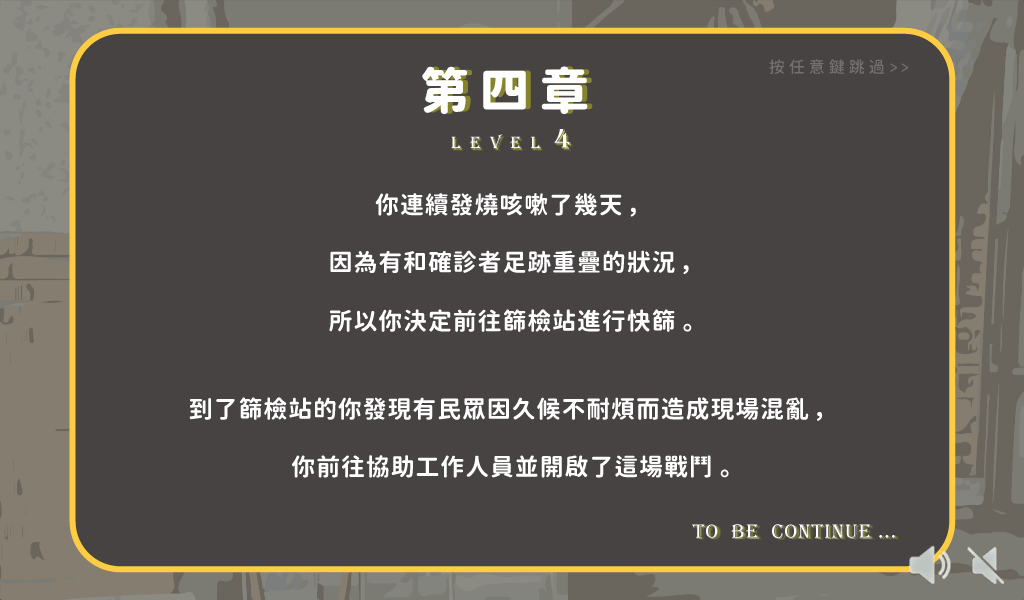 按任意鍵跳過>>
第四章
LEVEL 4
你連續發燒咳嗽了幾天，
因為有和確診者足跡重疊的狀況，
所以你決定前往篩檢站進行快篩。
到了篩檢站的你發現有民眾因久候不耐煩而造成現場混亂，
你前往協助工作人員並開啟了這場戰鬥。
TO BE CONTINUE...